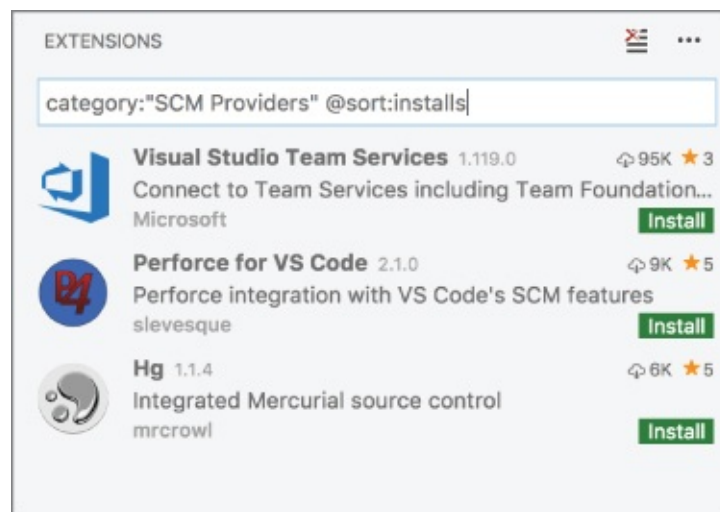 EXTENSIONS
category:"SCM Providers" @sort:installs
Visual Studio Team Services 1.119.0 95K ★ 3
Connect to Team Services including Team Foundation...
Microsoft Install
Perforce for VS Code 2.1.0 9K ★ 5
Perforce integration with VS Code's SCM features
slevesque Install
Hg 1.1.4 6K ★ 5
Integrated Mercurial source control
mrcrowl Install